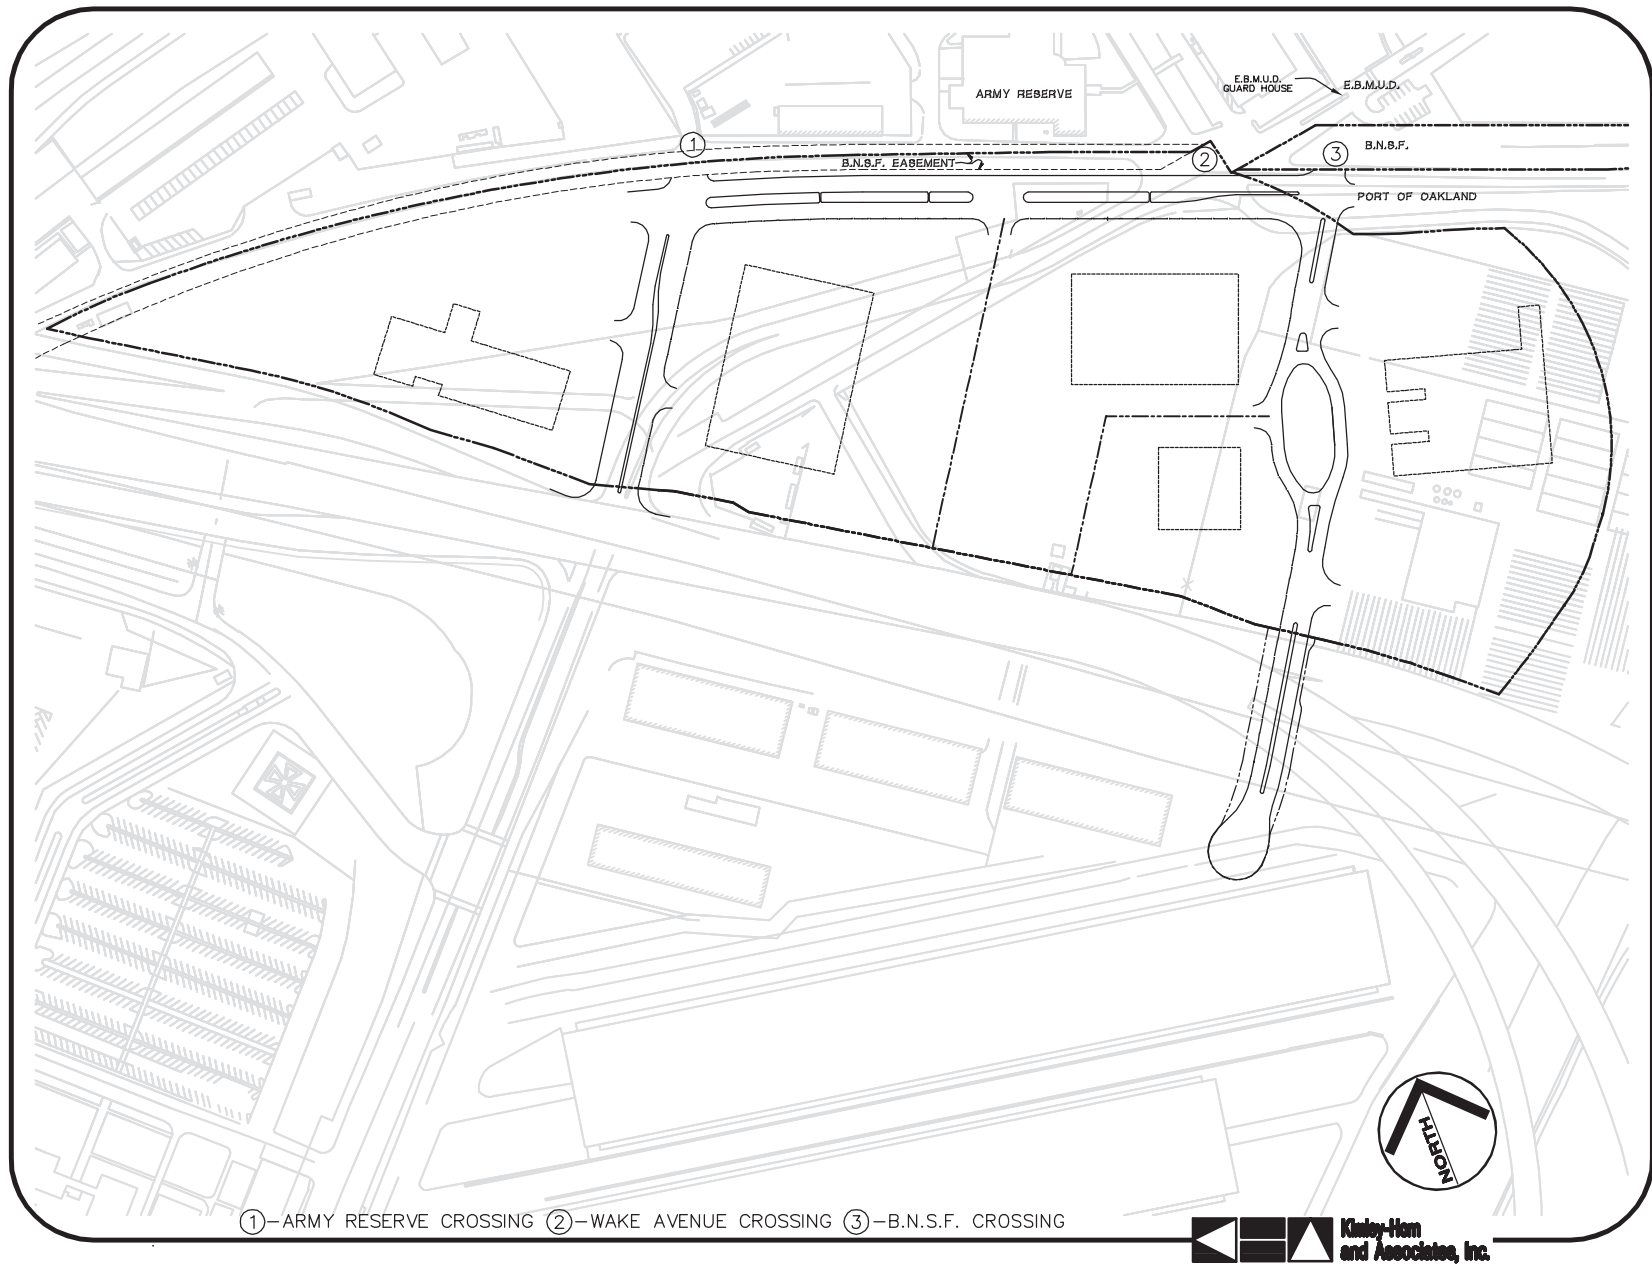 ARMY RESERVE
E.B.M.U.D.
GUARD HOUSE
E.B.M.U.D.
1
B.N.S.F. EASEMENT
2
3
B.N.S.F.
PORT OF OAKLAND
NORTH
1-ARMY RESERVE CROSSING 2-WAKE AVENUE CROSSING 3-B.N.S.F. CROSSING
Kimley-Horn
and Associates, Inc.